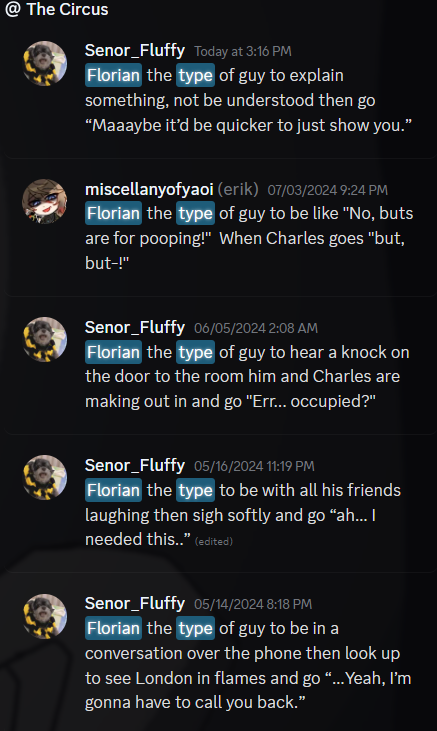 @ The Circus
Senor_Fluffy Today at 3:16 PM
Florian the type of guy to explain
something, not be understood then go
“Maaaybe it’d be quicker to just show you.”
miscellanyofyaoi (erik) 07/03/2024 9:24 PM
Florian the type of guy to be like "No, buts
are for pooping!"  When Charles goes "but,
but-!"
Senor_Fluffy 06/05/2024 2:08 AM
Florian the type of guy to hear a knock on
the door to the room him and Charles are
making out in and go "Err... occupied?"
Senor_Fluffy 05/16/2024 11:19 PM
Florian the type to be with all his friends
laughing then sigh softly and go “ah... I
needed this..” (edited)
Senor_Fluffy 05/14/2024 8:18 PM
Florian the type of guy to be in a
conversation over the phone then look up
to see London in flames and go “...Yeah, I’m
gonna have to call you back.”